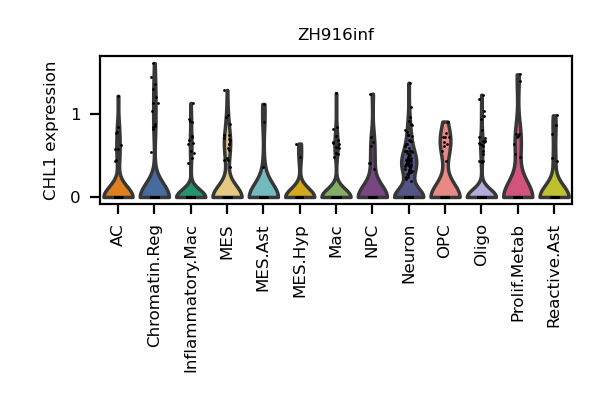 ZH916inf
CHL1 expression
1
0
AC
Chromatin.Reg
Inflammatory.Mac
MES
MES.Ast
MES.Hyp
Mac
NPC
Neuron
OPC
Oligo
Prolif.Metab
Reactive.Ast